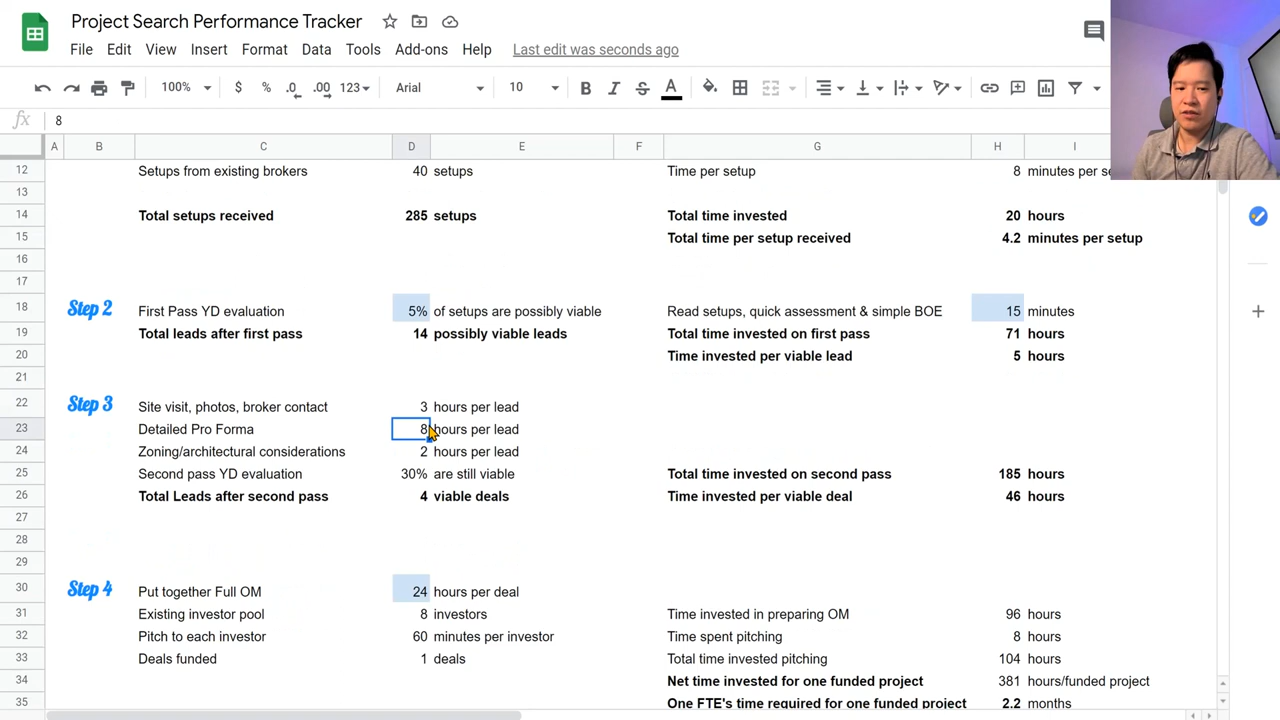 Project Search Performance Tracker
File Edit View Insert Format Data Tools Add-ons Help Last edit was seconds ago
100% $ % .0 .00 123 Arial 10 B I S A
fx 8
A B C D E F G H I
12 Setups from existing brokers 40 setups Time per setup 8 minutes per se
13
14 Total setups received 285 setups Total time invested 20 hours
15 Total time per setup received 4.2 minutes per setup
16
17
18 Step 2 First Pass YD evaluation 5% of setups are possibly viable Read setups, quick assessment & simple BOE 15 minutes
19 Total leads after first pass 14 possibly viable leads Total time invested on first pass 71 hours
20 Time invested per viable lead 5 hours
21
22 Step 3 Site visit, photos, broker contact 3 hours per lead
23 Detailed Pro Forma 8 hours per lead
24 Zoning/architectural considerations 2 hours per lead
25 Second pass YD evaluation 30% are still viable Total time invested on second pass 185 hours
26 Total Leads after second pass 4 viable deals Time invested per viable deal 46 hours
27
28
29
30 Step 4 Put together Full OM 24 hours per deal
31 Existing investor pool 8 investors Time invested in preparing OM 96 hours
32 Pitch to each investor 60 minutes per investor Time spent pitching 8 hours
33 Deals funded 1 deals Total time invested pitching 104 hours
34 Net time invested for one funded project 381 hours/funded project
35 One FTE's time required for one funded project 2.2 months